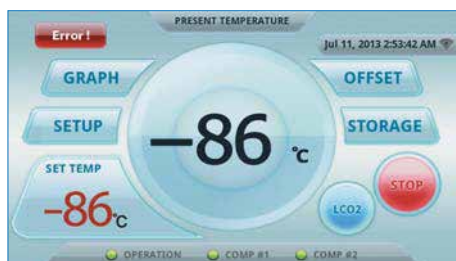 PRESENT TEMPERATURE
Error!
Jul 11, 2013 2:53:42 AM
GRAPH
OFFSET
SETUP
STORAGE
-86 °C
SET TEMP
-86°C
LCO2
STOP
OPERATION COMP #1 COMP #2